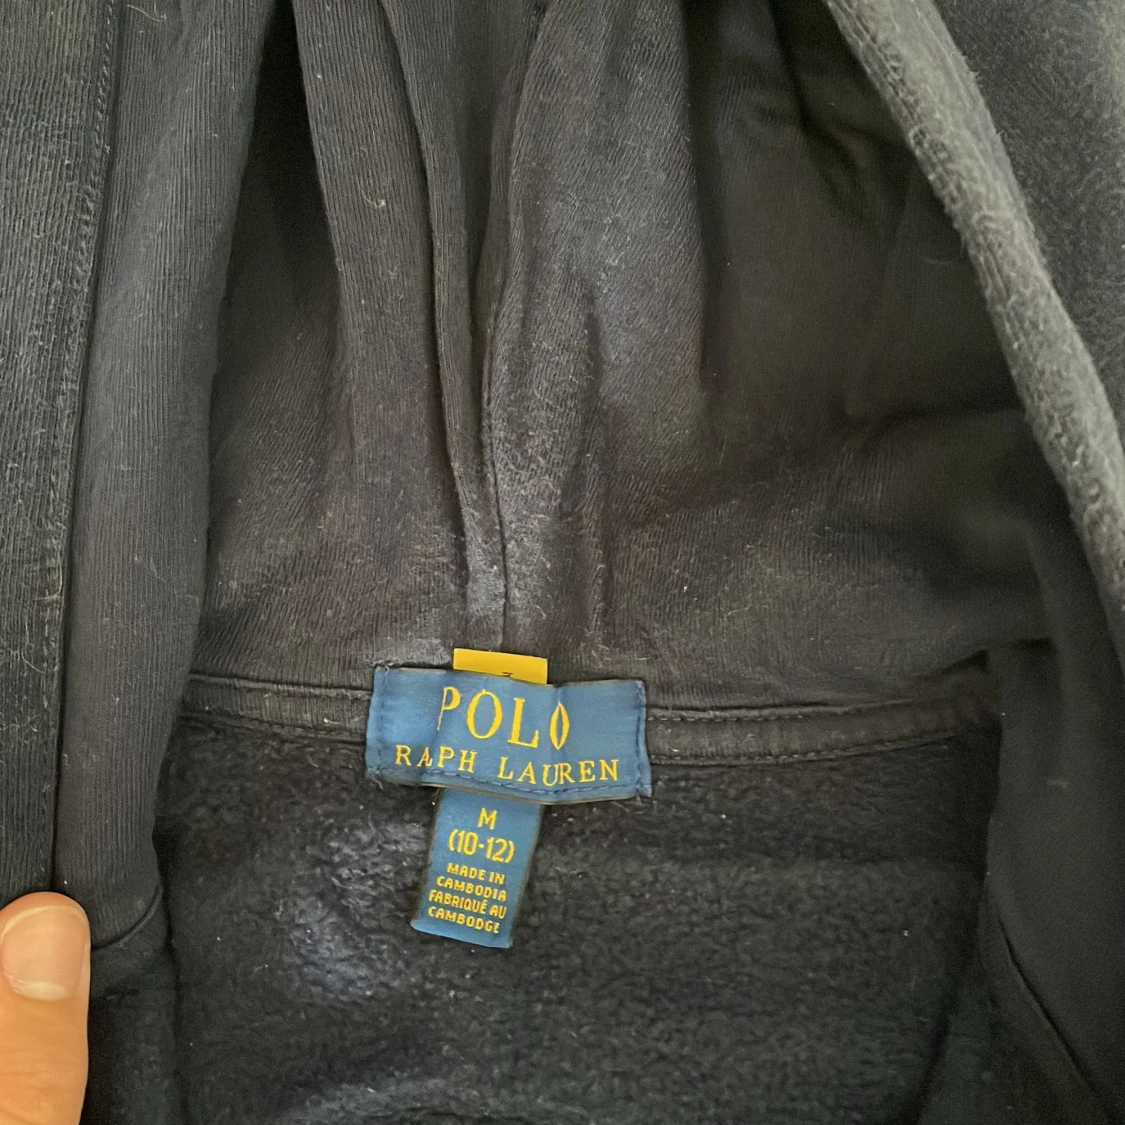 POLO
RALPH LAUREN
M
(10-12)
MADE IN
CAMBODIA
FABRIQUÉ AU
CAMBODGE